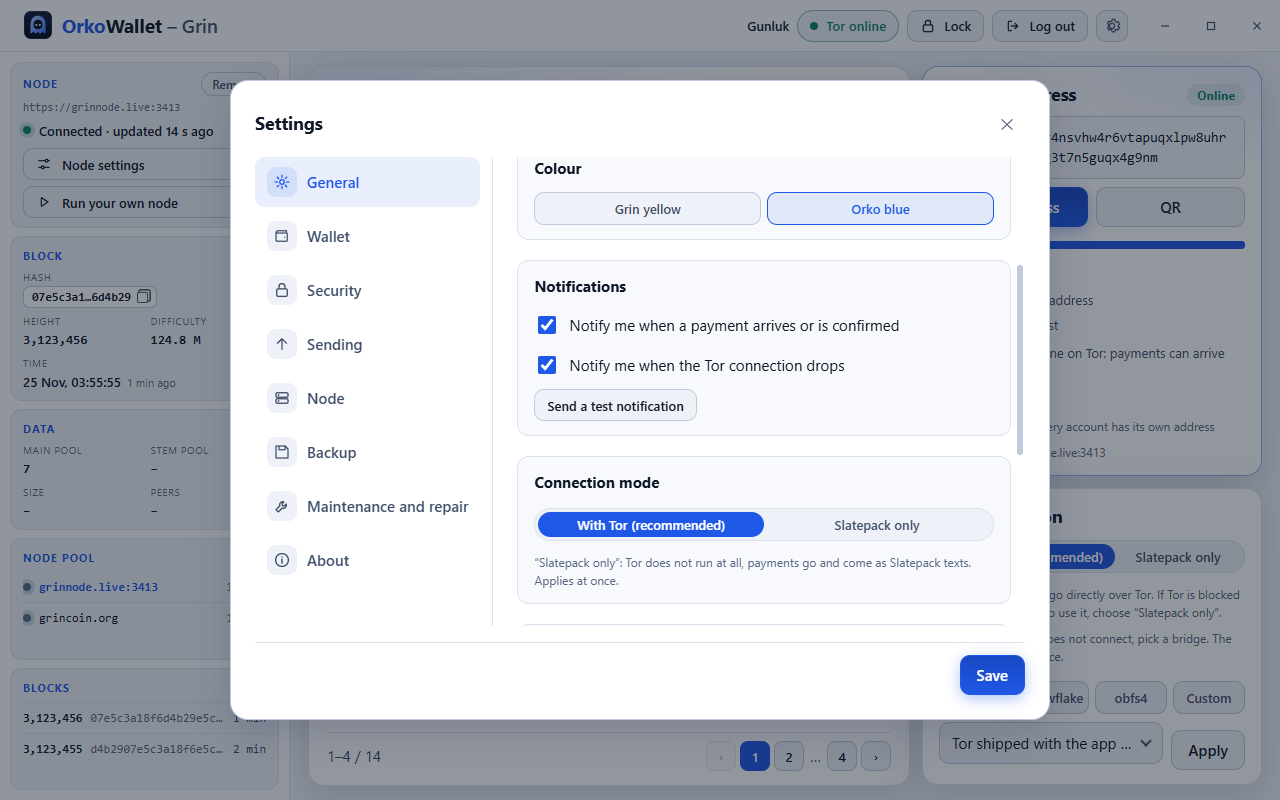 OrkoWallet – Grin
Gunluk
Tor online
Lock
Log out
NODE
https://grinnode.live:3413
Connected · updated 14 s ago
Node settings
Run your own node
BLOCK
HASH
07e5c3a1…6d4b29
HEIGHT
DIFFICULTY
3,123,456
124.8 M
TIME
25 Nov, 03:55:55 1 min ago
DATA
MAIN POOL
STEM POOL
7
–
SIZE
PEERS
–
–
NODE POOL
grinnode.live:3413
grincoin.org
BLOCKS
3,123,456 07e5c3a18f6d4b29e5c… 1 min
3,123,455 d4b2907e5c3a18f6e5c… 2 min
Settings
General
Wallet
Security
Sending
Node
Backup
Maintenance and repair
About
Colour
Grin yellow
Orko blue
Notifications
Notify me when a payment arrives or is confirmed
Notify me when the Tor connection drops
Send a test notification
Connection mode
With Tor (recommended)
Slatepack only
“Slatepack only”: Tor does not run at all, payments go and come as Slatepack texts.
Applies at once.
Save
1–4 / 14
‹ 1 2 … 4 ›
Online
4nsvhw4r6vtapuqxlpw8uhr
3t7n5guqx4g9nm
QR
address
ne on Tor: payments can arrive
ery account has its own address
e.live:3413
mended)
Slatepack only
go directly over Tor. If Tor is blocked
o use it, choose “Slatepack only”.
oes not connect, pick a bridge. The
obfs4
Custom
Tor shipped with the app ...
Apply